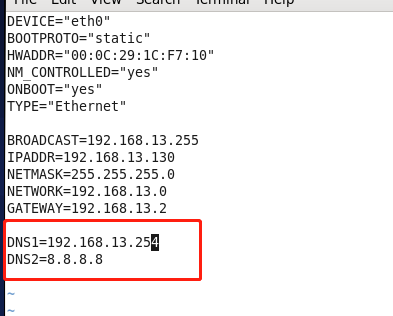 File Edit View Search Terminal Help
DEVICE="eth0"
BOOTPROTO="static"
HWADDR="00:0C:29:1C:F7:10"
NM_CONTROLLED="yes"
ONBOOT="yes"
TYPE="Ethernet"
BROADCAST=192.168.13.255
IPADDR=192.168.13.130
NETMASK=255.255.255.0
NETWORK=192.168.13.0
GATEWAY=192.168.13.2
DNS1=192.168.13.254
DNS2=8.8.8.8
~
~